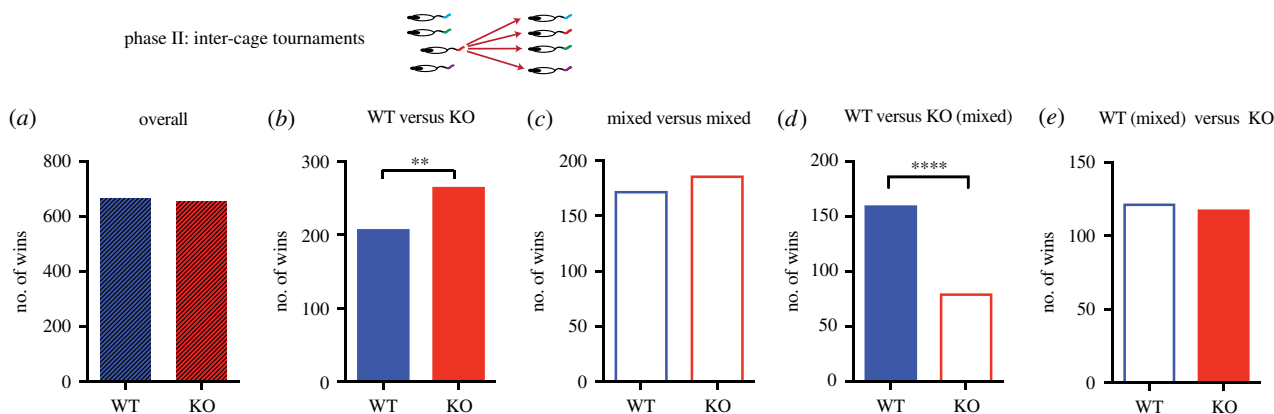 phase II: inter-cage tournaments
(a) overall
no. of wins
800
600
400
200
0
WT KO
(b) WT versus KO
no. of wins
300
200
100
0
**
WT KO
(c) mixed versus mixed
no. of wins
200
150
100
50
0
WT KO
(d) WT versus KO (mixed)
no. of wins
200
150
100
50
0
****
WT KO
(e) WT (mixed) versus KO
no. of wins
150
100
50
0
WT KO